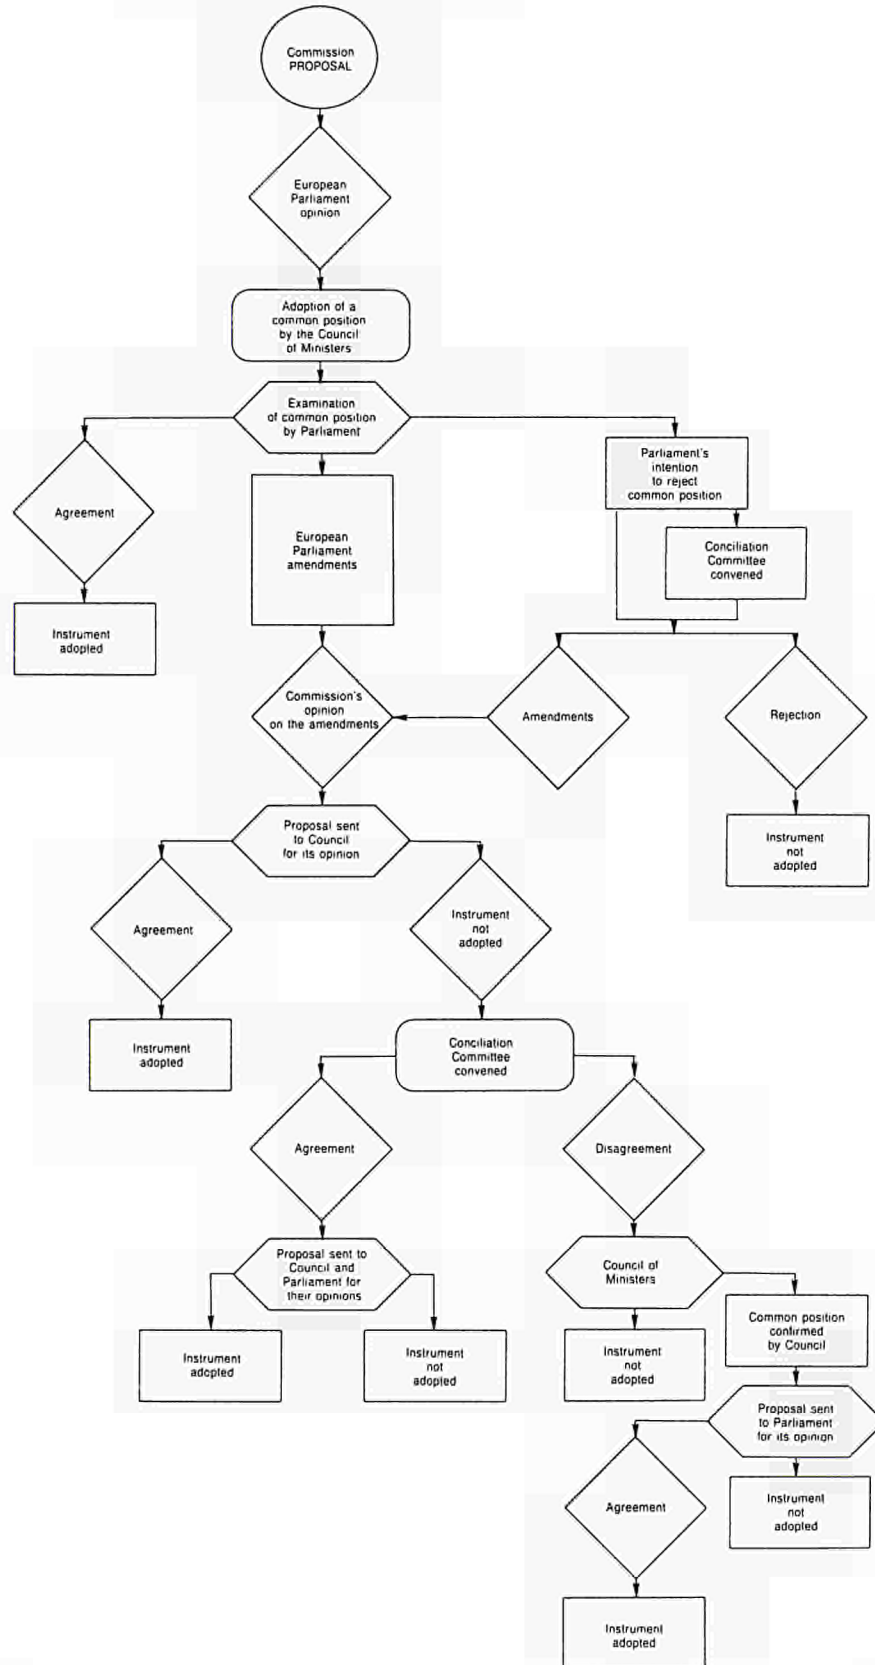 Commission
PROPOSAL
European
Parliament
opinion
Adoption of a
common position
by the Council
of Ministers
Examination
of common position
by Parliament
Parliament's
intention
to reject
common position
Agreement
European
Parliament
amendments
Conciliation
Committee
convened
Instrument
adopted
Commission's
opinion
on the amendments
Amendments
Rejection
Proposal sent
to Council
for its opinion
Instrument
not
adopted
Agreement
Instrument
not
adopted
Instrument
adopted
Conciliation
Committee
convened
Agreement
Disagreement
Proposal sent to
Council and
Parliament for
their opinions
Council of
Ministers
Common position
confirmed
by Council
Instrument
adopted
Instrument
not
adopted
Instrument
not
adopted
Proposal sent
to Parliament
for its opinion
Agreement
Instrument
not
adopted
Instrument
adopted